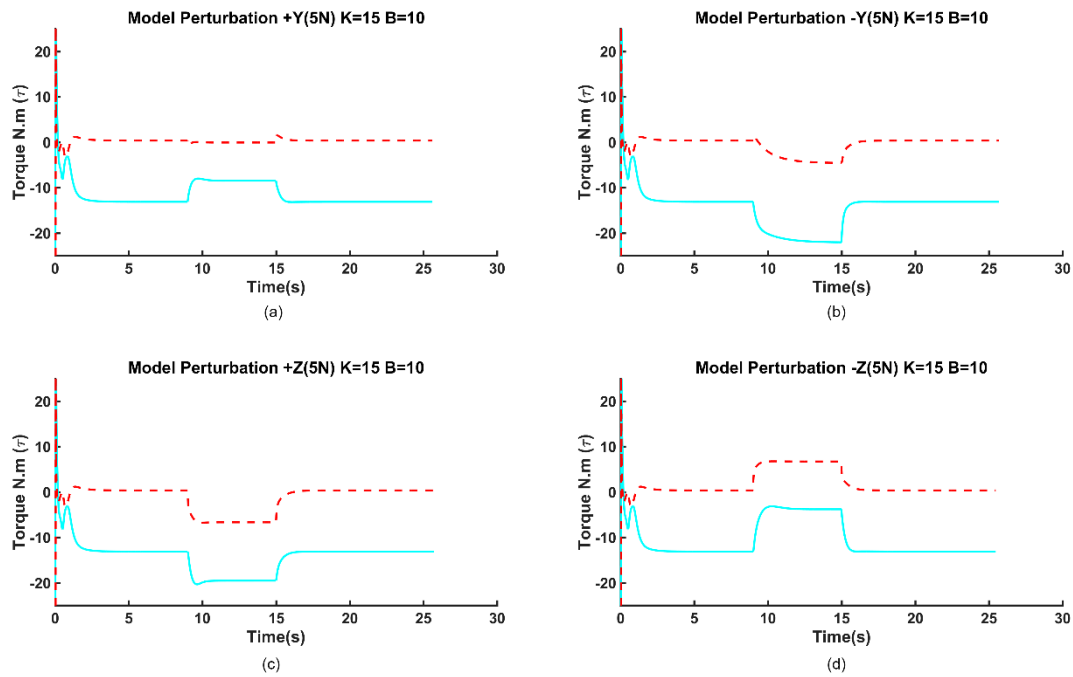 Model Perturbation +Y(5N) K=15 B=10
Torque N.m (τ)
20
10
0
-10
-20
0 5 10 15 20 25 30
Time(s)
(a)
Model Perturbation -Y(5N) K=15 B=10
Torque N.m (τ)
20
10
0
-10
-20
0 5 10 15 20 25 30
Time(s)
(b)
Model Perturbation +Z(5N) K=15 B=10
Torque N.m (τ)
20
10
0
-10
-20
0 5 10 15 20 25 30
Time(s)
(c)
Model Perturbation -Z(5N) K=15 B=10
Torque N.m (τ)
20
10
0
-10
-20
0 5 10 15 20 25 30
Time(s)
(d)